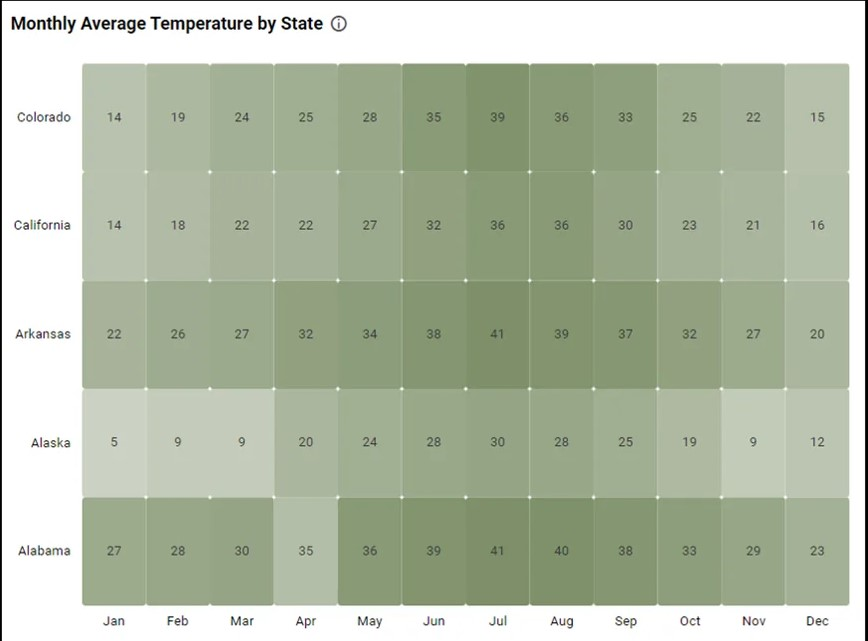 Monthly Average Temperature by State
Colorado 14 19 24 25 28 35 39 36 33 25 22 15
California 14 18 22 22 27 32 36 36 30 23 21 16
Arkansas 22 26 27 32 34 38 41 39 37 32 27 20
Alaska 5 9 9 20 24 28 30 28 25 19 9 12
Alabama 27 28 30 35 36 39 41 40 38 33 29 23
Jan Feb Mar Apr May Jun Jul Aug Sep Oct Nov Dec